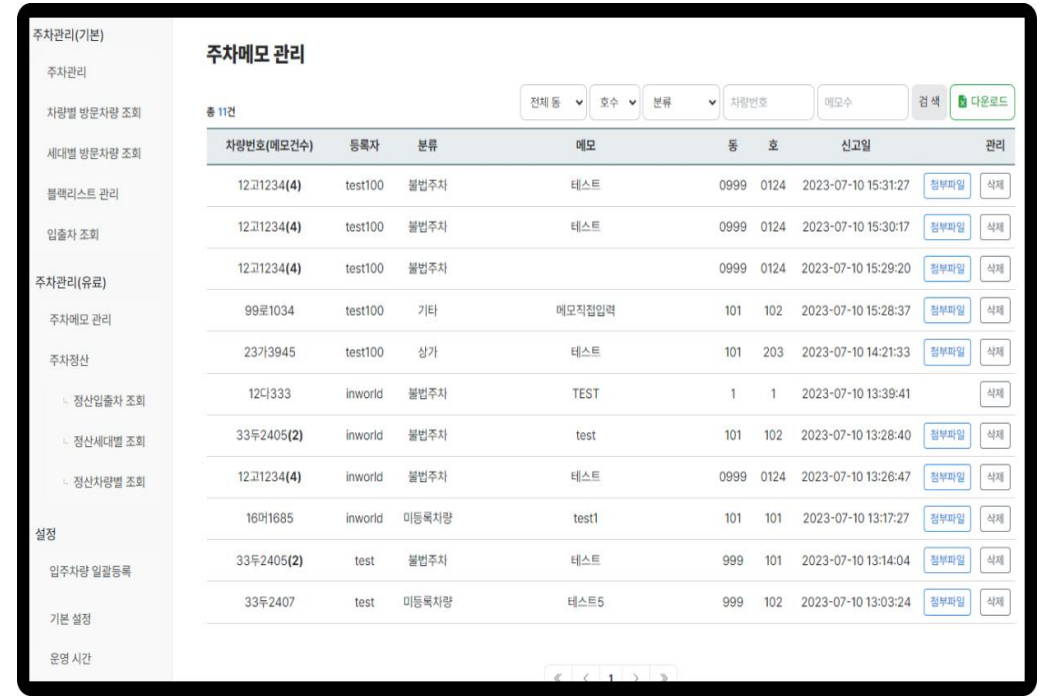 주차관리(기본)
주차관리
차량별 방문차량 조회
세대별 방문차량 조회
블랙리스트 관리
입출차 조회
주차관리(유료)
주차메모 관리
주차정산
정산입출차 조회
정산세대별 조회
정산차량별 조회
설정
입주차량 일괄등록
기본 설정
운영 시간
주차메모 관리
총 11건
전체 동 호수 분류 차량번호 메모수 검색 다운로드
차량번호(메모건수) 등록자 분류 메모 동 호 신고일 관리
12고1234(4) test100 불법주차 테스트 0999 0124 2023-07-10 15:31:27 첨부파일 삭제
12고1234(4) test100 불법주차 테스트 0999 0124 2023-07-10 15:30:17 첨부파일 삭제
12고1234(4) test100 불법주차 0999 0124 2023-07-10 15:29:20 첨부파일 삭제
99로1034 test100 기타 메모직접입력 101 102 2023-07-10 15:28:37 첨부파일 삭제
23가3945 test100 상가 테스트 101 203 2023-07-10 14:21:33 첨부파일 삭제
12다333 inworld 불법주차 TEST 1 1 2023-07-10 13:39:41 삭제
33두2405(2) inworld 불법주차 test 101 102 2023-07-10 13:28:40 첨부파일 삭제
12고1234(4) inworld 불법주차 테스트 0999 0124 2023-07-10 13:26:47 첨부파일 삭제
16머1685 inworld 미등록차량 test1 101 101 2023-07-10 13:17:27 첨부파일 삭제
33두2405(2) test 불법주차 테스트 999 101 2023-07-10 13:14:04 첨부파일 삭제
33두2407 test 미등록차량 테스트5 999 102 2023-07-10 13:03:24 첨부파일 삭제
« < 1 > »